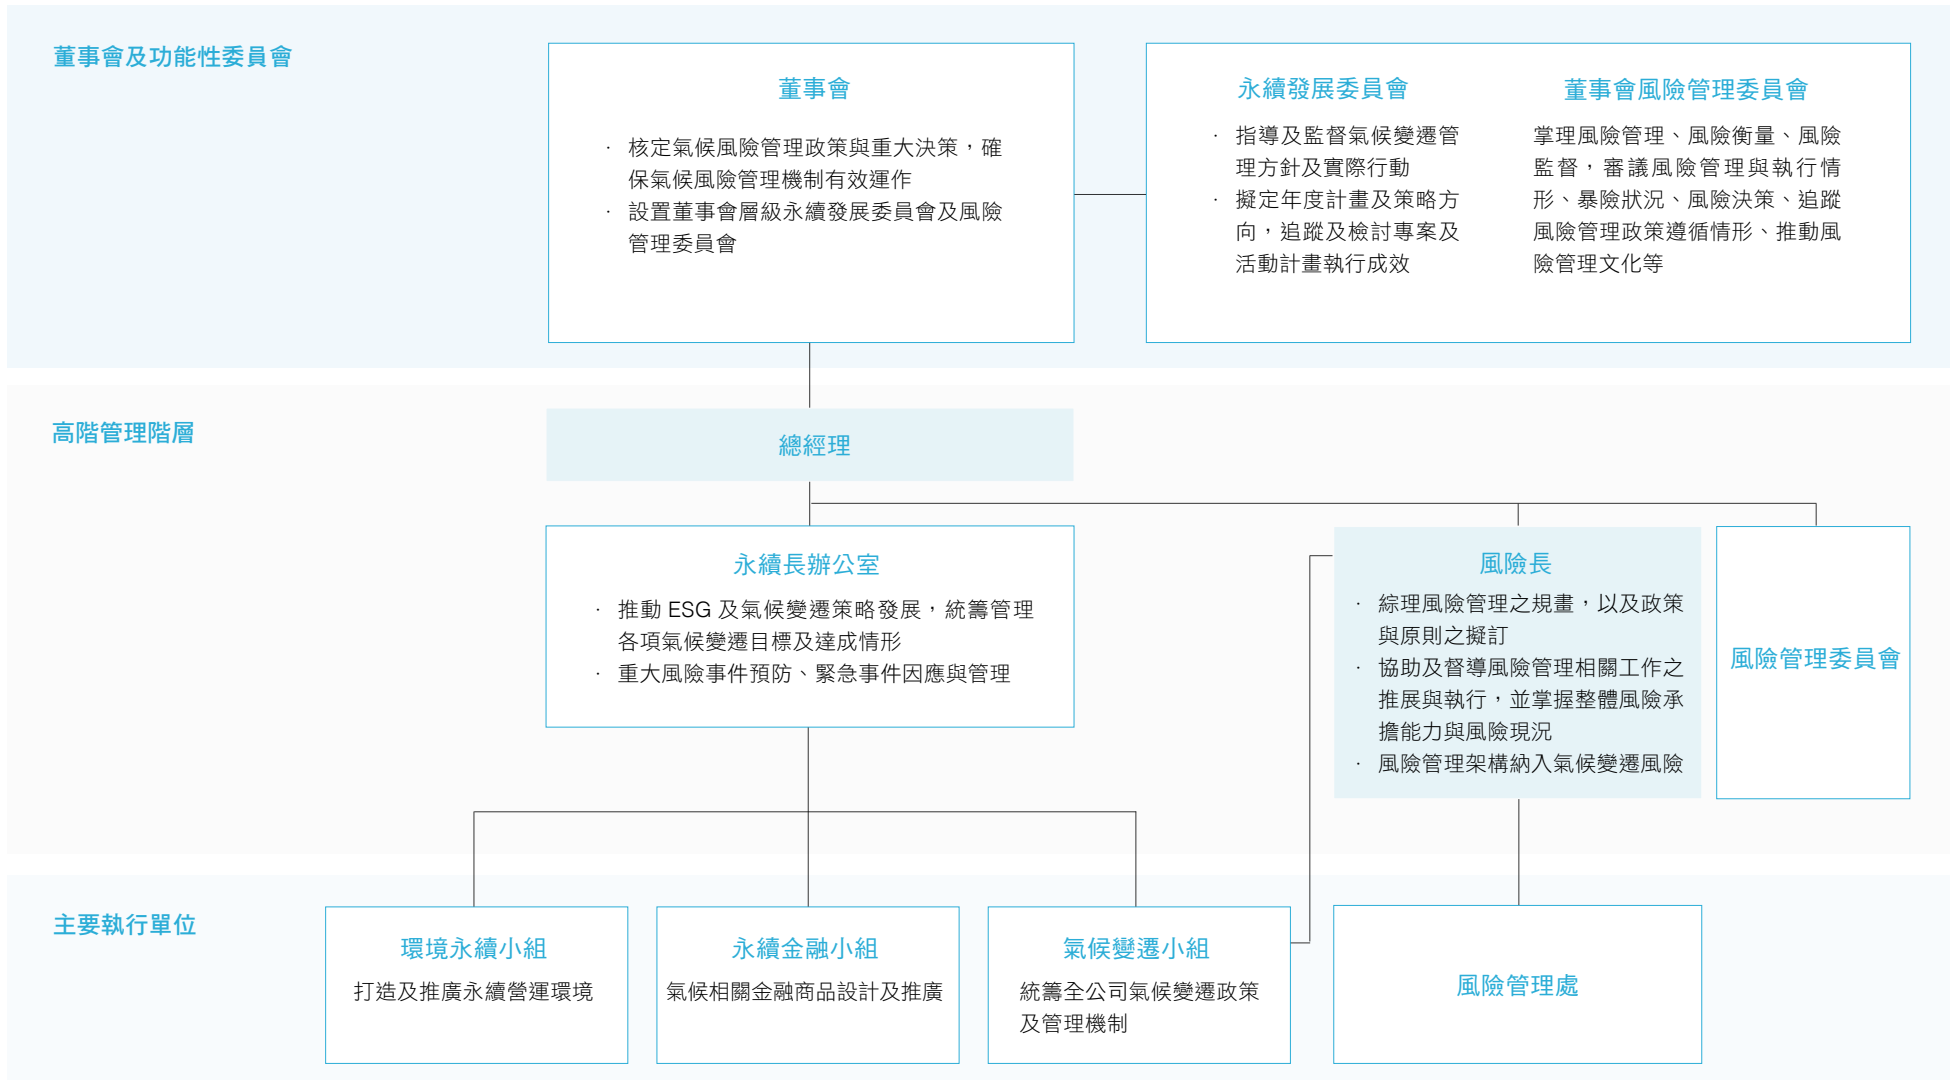 董事會及功能性委員會
董事會
· 核定氣候風險管理政策與重大決策，確
保氣候風險管理機制有效運作
· 設置董事會層級永續發展委員會及風險
管理委員會
永續發展委員會
· 指導及監督氣候變遷管
理方針及實際行動
· 擬定年度計畫及策略方
向，追蹤及檢討專案及
活動計畫執行成效
董事會風險管理委員會
掌理風險管理、風險衡量、風險
監督，審議風險管理與執行情
形、暴險狀況、風險決策、追蹤
風險管理政策遵循情形、推動風
險管理文化等
高階管理階層
總經理
永續長辦公室
· 推動 ESG 及氣候變遷策略發展，統籌管理
各項氣候變遷目標及達成情形
· 重大風險事件預防、緊急事件因應與管理
風險長
· 綜理風險管理之規畫，以及政策
與原則之擬訂
· 協助及督導風險管理相關工作之
推展與執行，並掌握整體風險承
擔能力與風險現況
· 風險管理架構納入氣候變遷風險
風險管理委員會
主要執行單位
環境永續小組
打造及推廣永續營運環境
永續金融小組
氣候相關金融商品設計及推廣
氣候變遷小組
統籌全公司氣候變遷政策
及管理機制
風險管理處